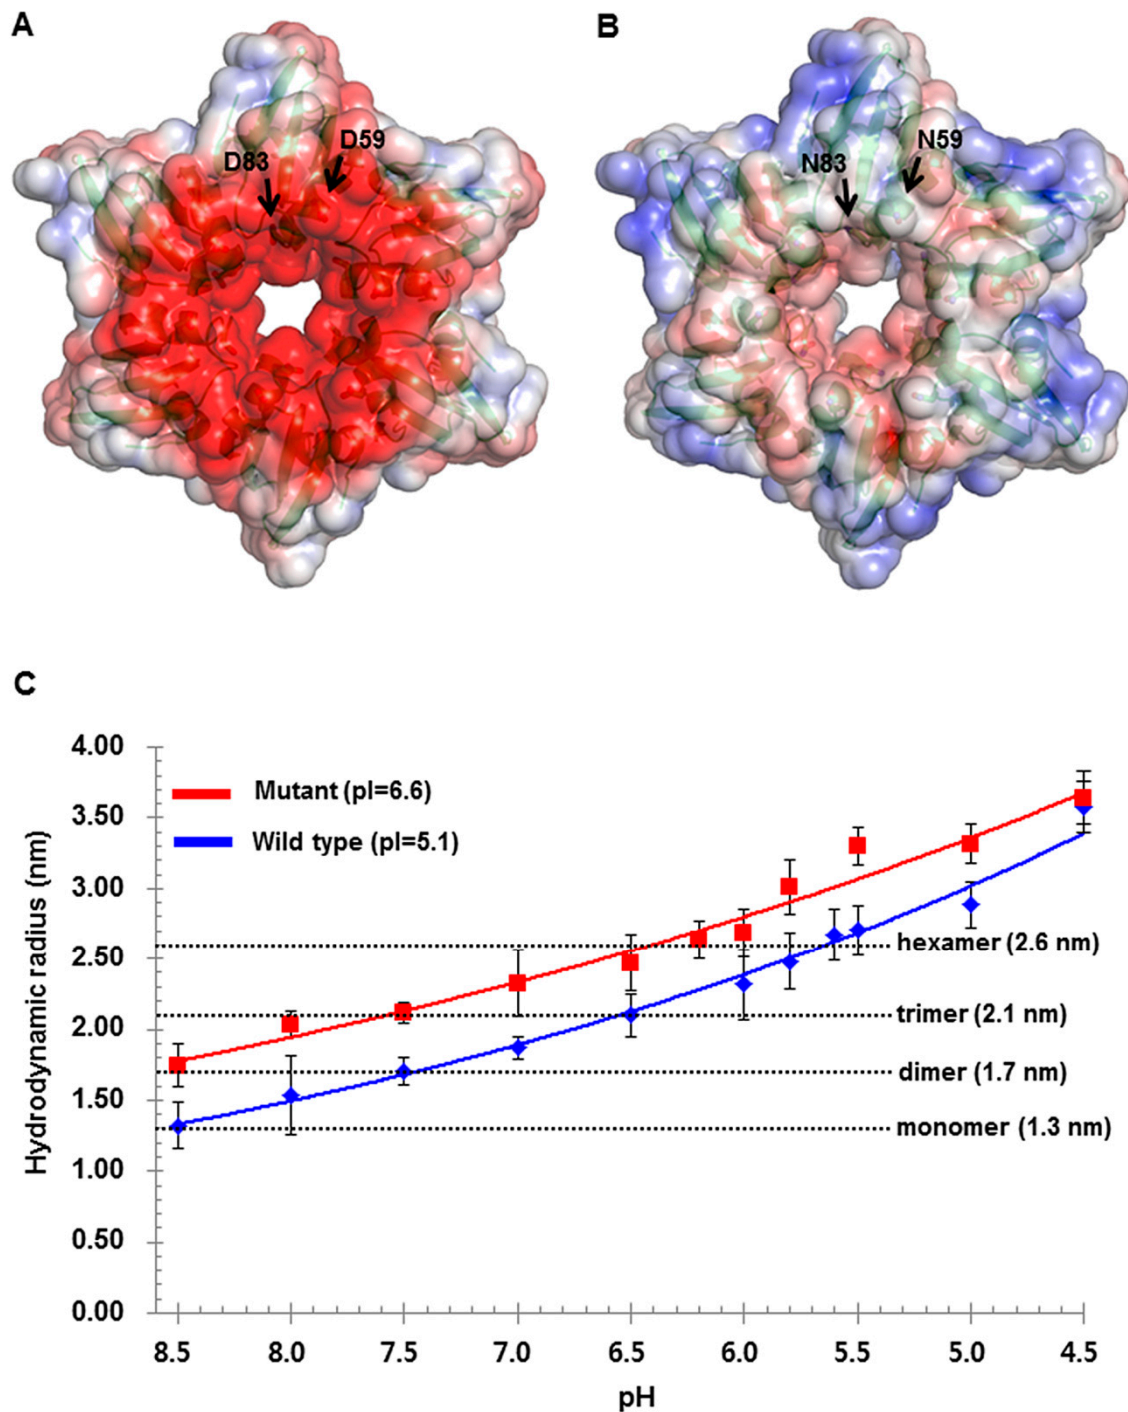 A
B
D83
D59
N83
N59
C
Hydrodynamic radius (nm)
4.00
3.50
3.00
2.50
2.00
1.50
1.00
0.50
0.00
Mutant (pI=6.6)
Wild type (pI=5.1)
hexamer (2.6 nm)
trimer (2.1 nm)
dimer (1.7 nm)
monomer (1.3 nm)
8.5 8.0 7.5 7.0 6.5 6.0 5.5 5.0 4.5
pH